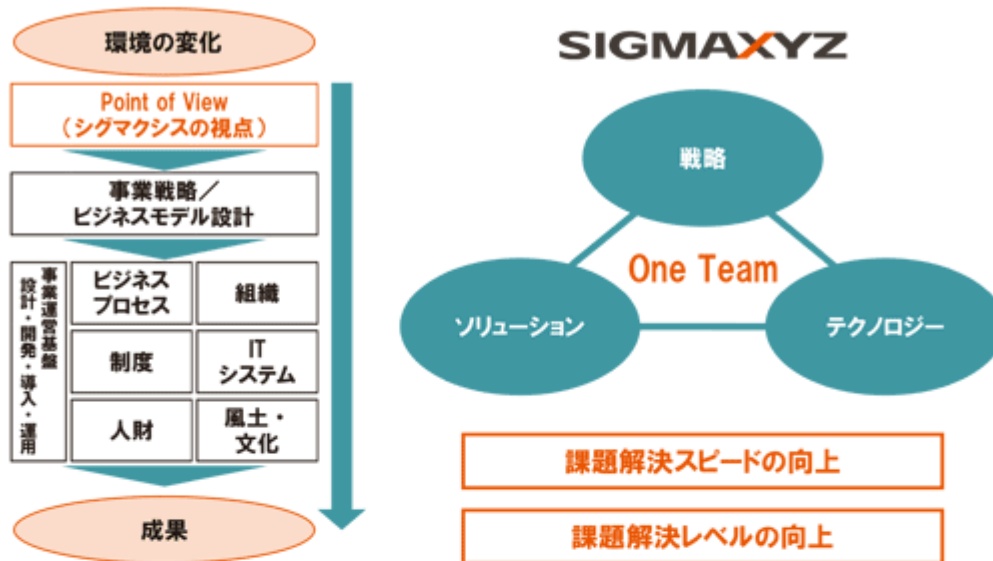 環境の変化
Point of View
(シグマクシスの視点)
事業戦略／
ビジネスモデル設計
事業運営基盤
設計・開発・導入・運用
ビジネス
プロセス
組織
制度
IT
システム
人財
風土・
文化
成果
SIGMAXYZ
戦略
One Team
ソリューション
テクノロジー
課題解決スピードの向上
課題解決レベルの向上